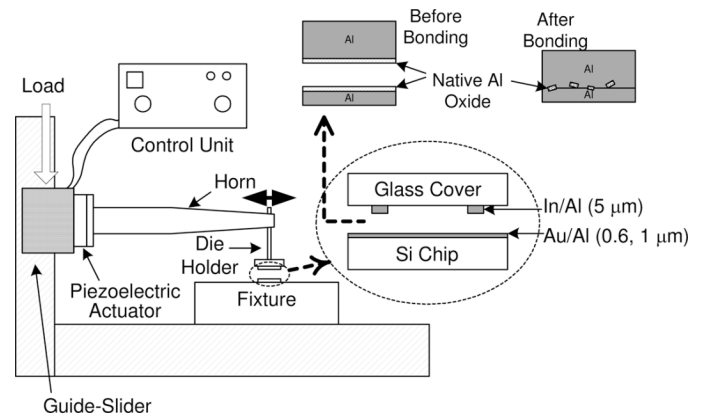 Before
Bonding
After
Bonding
Al
Al
Native Al
Oxide
Al
Al
Load
Control Unit
Horn
Glass Cover
In/Al (5 μm)
Au/Al (0.6, 1 μm)
Si Chip
Die
Holder
Piezoelectric
Actuator
Fixture
Guide-Slider